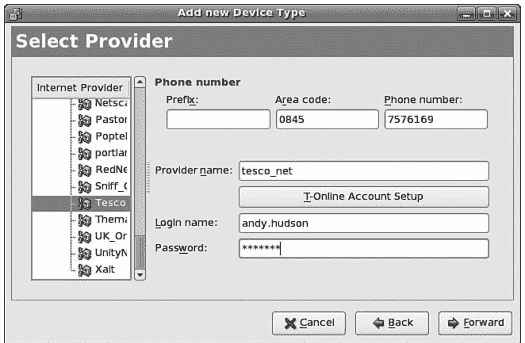 Add new Device Type
Select Provider
Internet Provider
Netsca
Pastor
Poptel
portlar
RedNe
Sniff_(
Tesco
Thema
UK_Or
UnityN
Xalt
Phone number
Prefix:
Area code:
Phone number:
0845
7576169
Provider name:
tesco_net
T-Online Account Setup
Login name:
andy.hudson
Password:
*******
Cancel
Back
Forward